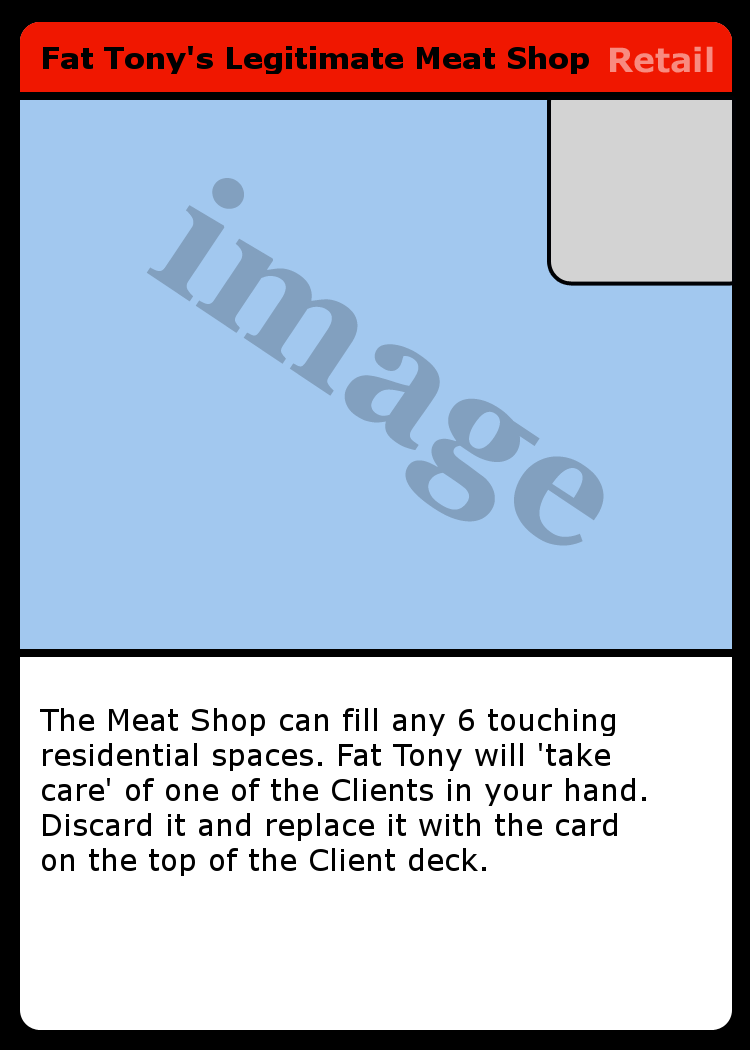 Fat Tony's Legitimate Meat Shop Retail
image
The Meat Shop can fill any 6 touching
residential spaces. Fat Tony will 'take
care' of one of the Clients in your hand.
Discard it and replace it with the card
on the top of the Client deck.